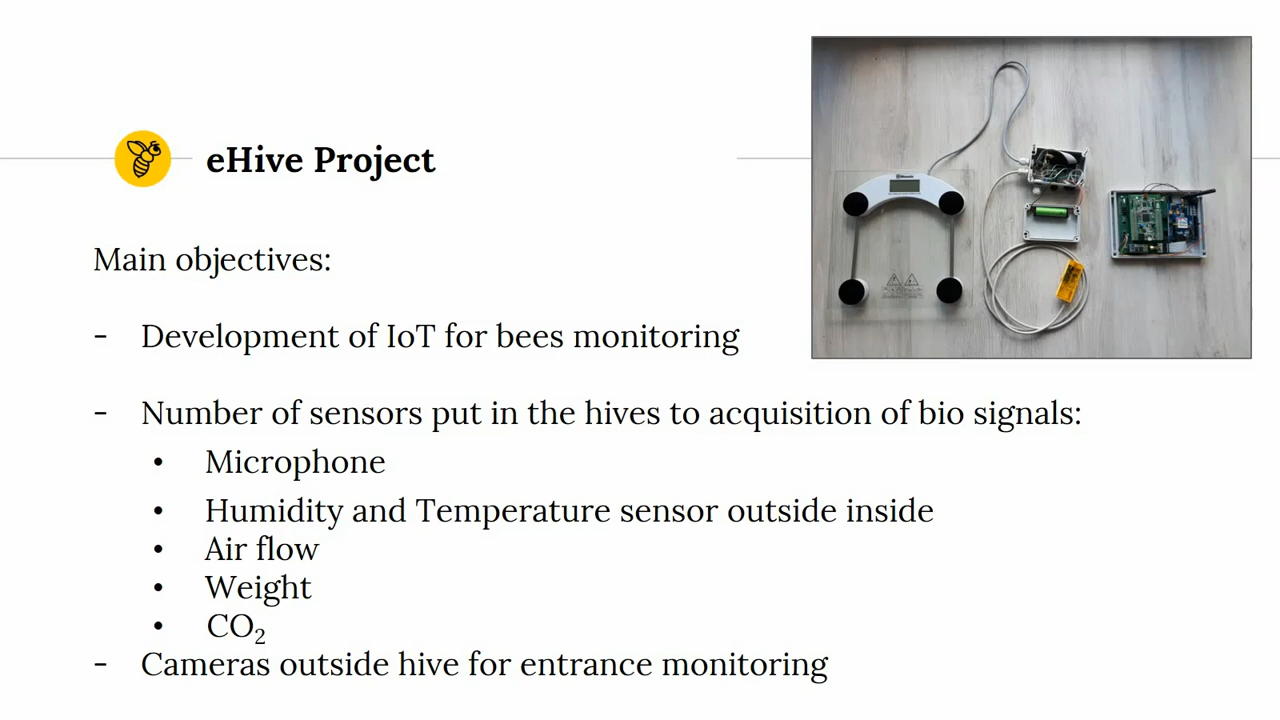 eHive Project
Main objectives:
- Development of IoT for bees monitoring
- Number of sensors put in the hives to acquisition of bio signals:
• Microphone
• Humidity and Temperature sensor outside inside
• Air flow
• Weight
• CO₂
- Cameras outside hive for entrance monitoring